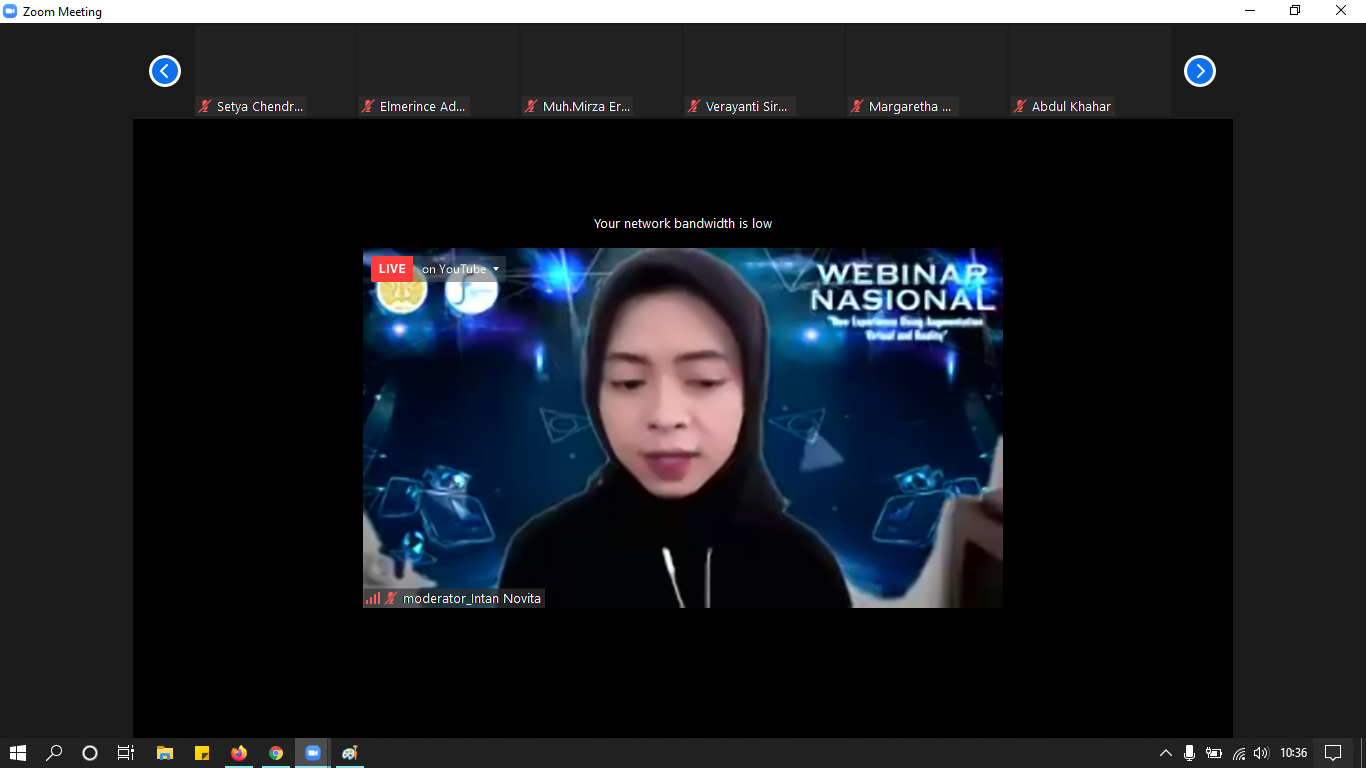 Zoom Meeting
Setya Chendr...
Elmerince Ad...
Muh.Mirza Er...
Verayanti Sir...
Margaretha ...
Abdul Khahar
Your network bandwidth is low
LIVE on YouTube
WEBINAR
NASIONAL
"New Experience Using Augmentation
Virtual and Reality"
moderator_Intan Novita
10:36